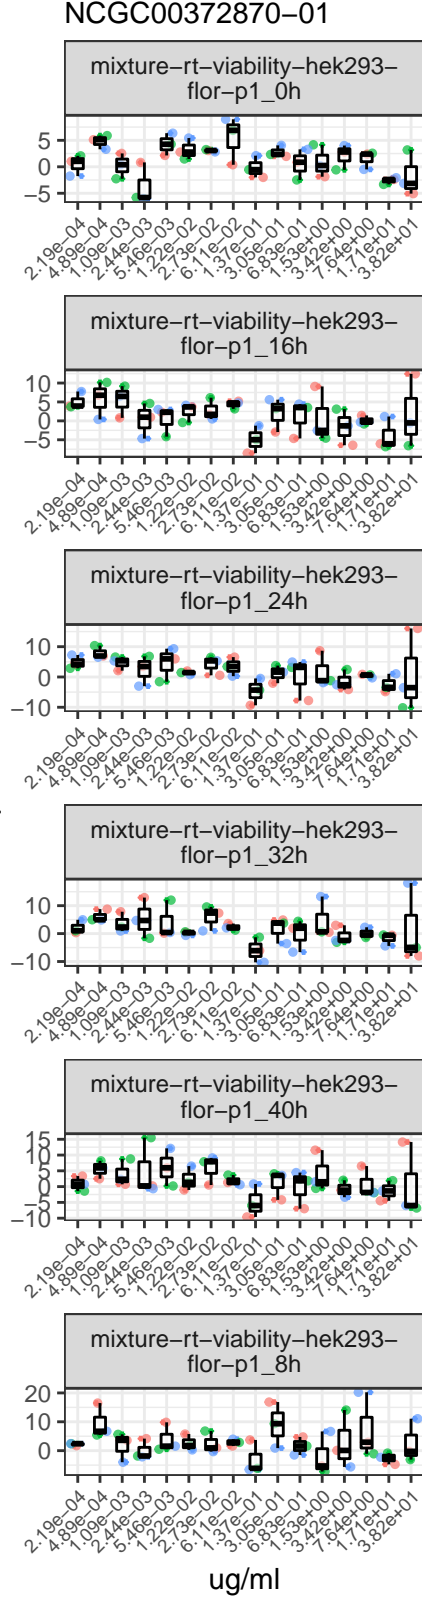 NCGC00372870−01
mixture−rt−viability−hek293−
flor−p1_0h
5
0
−5
2.19e−04
4.89e−04
1.09e−03
2.44e−03
5.46e−03
1.22e−02
2.73e−02
6.11e−02
1.37e−01
3.05e−01
6.83e−01
1.53e+00
3.42e+00
7.64e+00
1.71e+01
3.82e+01
mixture−rt−viability−hek293−
flor−p1_16h
10
5
0
−5
2.19e−04
4.89e−04
1.09e−03
2.44e−03
5.46e−03
1.22e−02
2.73e−02
6.11e−02
1.37e−01
3.05e−01
6.83e−01
1.53e+00
3.42e+00
7.64e+00
1.71e+01
3.82e+01
mixture−rt−viability−hek293−
flor−p1_24h
10
0
−10
2.19e−04
4.89e−04
1.09e−03
2.44e−03
5.46e−03
1.22e−02
2.73e−02
6.11e−02
1.37e−01
3.05e−01
6.83e−01
1.53e+00
3.42e+00
7.64e+00
1.71e+01
3.82e+01
mixture−rt−viability−hek293−
flor−p1_32h
10
0
−10
2.19e−04
4.89e−04
1.09e−03
2.44e−03
5.46e−03
1.22e−02
2.73e−02
6.11e−02
1.37e−01
3.05e−01
6.83e−01
1.53e+00
3.42e+00
7.64e+00
1.71e+01
3.82e+01
mixture−rt−viability−hek293−
flor−p1_40h
15
10
5
0
−5
−10
2.19e−04
4.89e−04
1.09e−03
2.44e−03
5.46e−03
1.22e−02
2.73e−02
6.11e−02
1.37e−01
3.05e−01
6.83e−01
1.53e+00
3.42e+00
7.64e+00
1.71e+01
3.82e+01
mixture−rt−viability−hek293−
flor−p1_8h
20
10
0
2.19e−04
4.89e−04
1.09e−03
2.44e−03
5.46e−03
1.22e−02
2.73e−02
6.11e−02
1.37e−01
3.05e−01
6.83e−01
1.53e+00
3.42e+00
7.64e+00
1.71e+01
3.82e+01
ug/ml